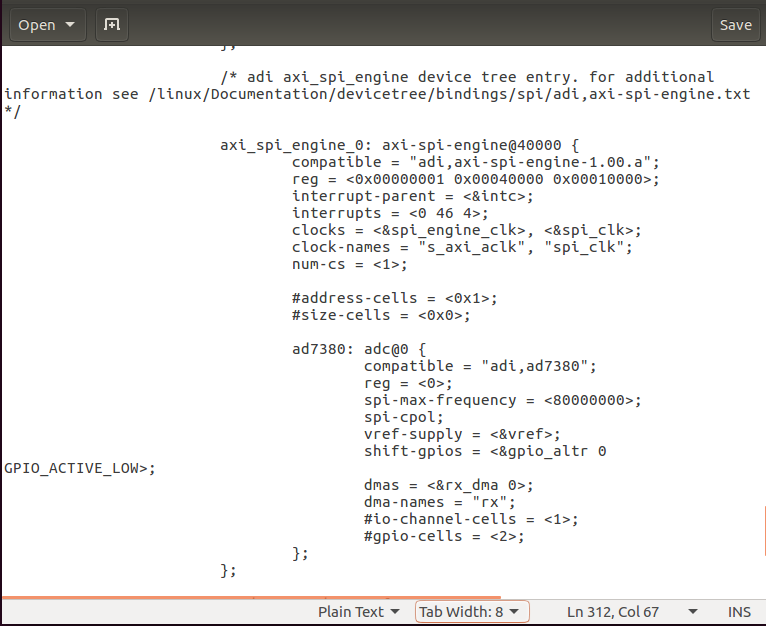 Open
Save
};
/* adi axi_spi_engine device tree entry. for additional
information see /linux/Documentation/devicetree/bindings/spi/adi,axi-spi-engine.txt
*/
axi_spi_engine_0: axi-spi-engine@40000 {
compatible = "adi,axi-spi-engine-1.00.a";
reg = <0x00000001 0x00040000 0x00010000>;
interrupt-parent = <&intc>;
interrupts = <0 46 4>;
clocks = <&spi_engine_clk>, <&spi_clk>;
clock-names = "s_axi_aclk", "spi_clk";
num-cs = <1>;
#address-cells = <0x1>;
#size-cells = <0x0>;
ad7380: adc@0 {
compatible = "adi,ad7380";
reg = <0>;
spi-max-frequency = <80000000>;
spi-cpol;
vref-supply = <&vref>;
shift-gpios = <&gpio_altr 0
GPIO_ACTIVE_LOW>;
dmas = <&rx_dma 0>;
dma-names = "rx";
#io-channel-cells = <1>;
#gpio-cells = <2>;
};
};
Plain Text
Tab Width: 8
Ln 312, Col 67
INS